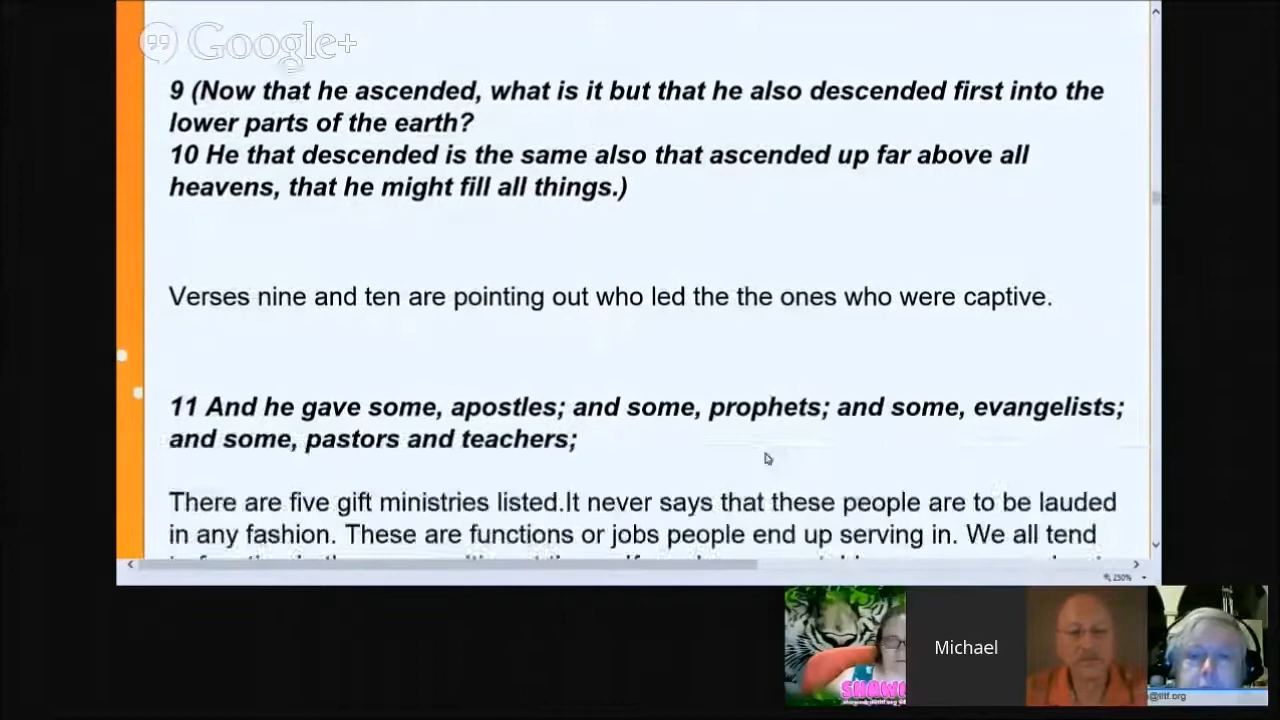 Google+
9 (Now that he ascended, what is it but that he also descended first into the
lower parts of the earth?
10 He that descended is the same also that ascended up far above all
heavens, that he might fill all things.)
Verses nine and ten are pointing out who led the the ones who were captive.
11 And he gave some, apostles; and some, prophets; and some, evangelists;
and some, pastors and teachers;
There are five gift ministries listed.It never says that these people are to be lauded
in any fashion. These are functions or jobs people end up serving in. We all tend
230%
Michael